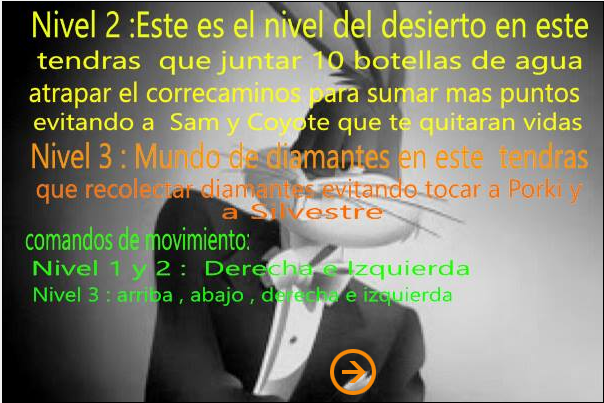 Nivel 2 :Este es el nivel del desierto en este
tendras que juntar 10 botellas de agua
atrapar el correcaminos para sumar mas puntos
evitando a Sam y Coyote que te quitaran vidas
Nivel 3 : Mundo de diamantes en este tendras
que recolectar diamantes evitando tocar a Porki y
a Silvestre
comandos de movimiento:
Nivel 1 y 2 : Derecha e Izquierda
Nivel 3 : arriba , abajo , derecha e izquierda